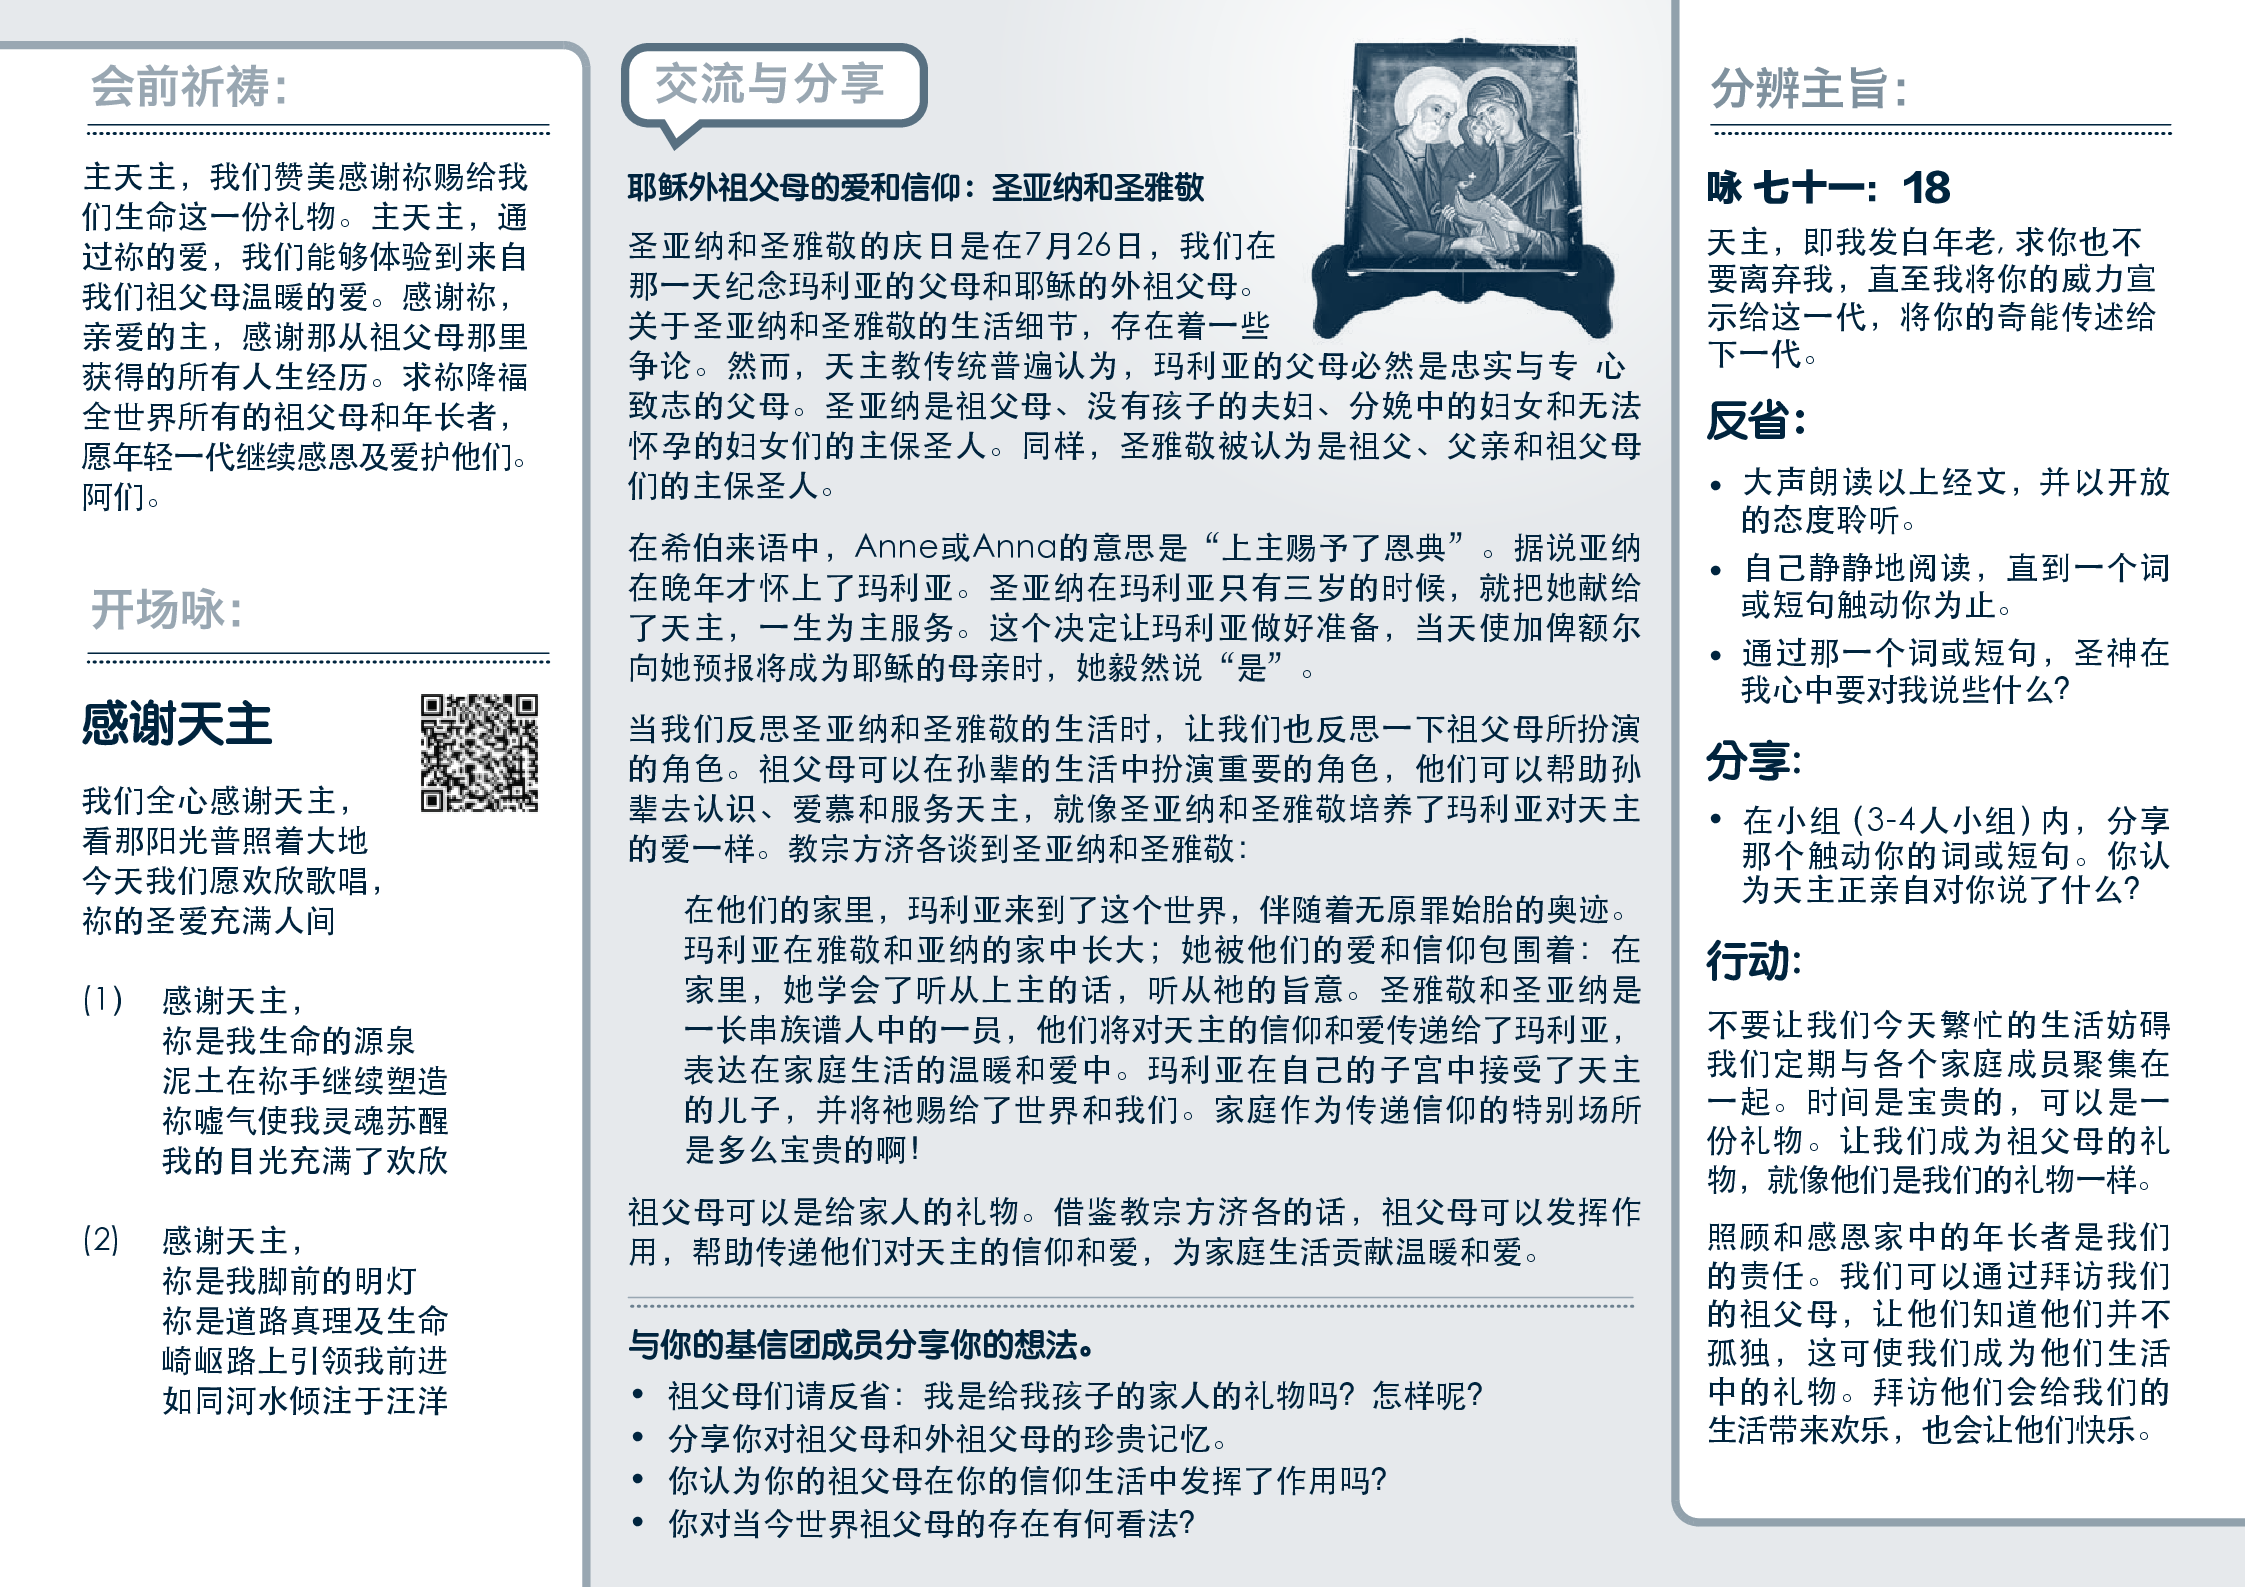 会前祈祷：
主天主，我们赞美感谢祢赐给我
们生命这一份礼物。主天主，通
过祢的爱，我们能够体验到来自
我们祖父母温暖的爱。感谢祢，
亲爱的主，感谢那从祖父母那里
获得的所有人生经历。求祢降福
全世界所有的祖父母和年长者，
愿年轻一代继续感恩及爱护他们。
阿们。
开场咏：
感谢天主
我们全心感谢天主，
看那阳光普照着大地
今天我们愿欢欣歌唱，
祢的圣爱充满人间
(1) 感谢天主，
祢是我生命的源泉
泥土在祢手继续塑造
祢嘘气使我灵魂苏醒
我的目光充满了欢欣
(2) 感谢天主，
祢是我脚前的明灯
祢是道路真理及生命
崎岖路上引领我前进
如同河水倾注于汪洋
交流与分享
耶稣外祖父母的爱和信仰：圣亚纳和圣雅敬
圣亚纳和圣雅敬的庆日是在7月26日，我们在
那一天纪念玛利亚的父母和耶稣的外祖父母。
关于圣亚纳和圣雅敬的生活细节，存在着一些
争论。然而，天主教传统普遍认为，玛利亚的父母必然是忠实与专 心
致志的父母。圣亚纳是祖父母、没有孩子的夫妇、分娩中的妇女和无法
怀孕的妇女们的主保圣人。同样，圣雅敬被认为是祖父、父亲和祖父母
们的主保圣人。
在希伯来语中，Anne或Anna的意思是“上主赐予了恩典”。据说亚纳
在晚年才怀上了玛利亚。圣亚纳在玛利亚只有三岁的时候，就把她献给
了天主，一生为主服务。这个决定让玛利亚做好准备，当天使加俾额尔
向她预报将成为耶稣的母亲时，她毅然说“是”。
当我们反思圣亚纳和圣雅敬的生活时，让我们也反思一下祖父母所扮演
的角色。祖父母可以在孙辈的生活中扮演重要的角色，他们可以帮助孙
辈去认识、爱慕和服务天主，就像圣亚纳和圣雅敬培养了玛利亚对天主
的爱一样。教宗方济各谈到圣亚纳和圣雅敬：
在他们的家里，玛利亚来到了这个世界，伴随着无原罪始胎的奥迹。
玛利亚在雅敬和亚纳的家中长大；她被他们的爱和信仰包围着：在
家里，她学会了听从上主的话，听从祂的旨意。圣雅敬和圣亚纳是
一长串族谱人中的一员，他们将对天主的信仰和爱传递给了玛利亚，
表达在家庭生活的温暖和爱中。玛利亚在自己的子宫中接受了天主
的儿子，并将祂赐给了世界和我们。家庭作为传递信仰的特别场所
是多么宝贵的啊！
祖父母可以是给家人的礼物。借鉴教宗方济各的话，祖父母可以发挥作
用，帮助传递他们对天主的信仰和爱，为家庭生活贡献温暖和爱。
与你的基信团成员分享你的想法。
• 祖父母们请反省：我是给我孩子的家人的礼物吗？怎样呢？
• 分享你对祖父母和外祖父母的珍贵记忆。
• 你认为你的祖父母在你的信仰生活中发挥了作用吗？
• 你对当今世界祖父母的存在有何看法？
分辨主旨：
咏 七十一：18
天主，即我发白年老，求你也不
要离弃我，直至我将你的威力宣
示给这一代，将你的奇能传述给
下一代。
反省：
• 大声朗读以上经文，并以开放
的态度聆听。
• 自己静静地阅读，直到一个词
或短句触动你为止。
• 通过那一个词或短句，圣神在
我心中要对我说些什么？
分享：
• 在小组 (3-4人小组) 内，分享
那个触动你的词或短句。你认
为天主正亲自对你说了什么？
行动：
不要让我们今天繁忙的生活妨碍
我们定期与各个家庭成员聚集在
一起。时间是宝贵的，可以是一
份礼物。让我们成为祖父母的礼
物，就像他们是我们的礼物一样。
照顾和感恩家中的年长者是我们
的责任。我们可以通过拜访我们
的祖父母，让他们知道他们并不
孤独，这可使我们成为他们生活
中的礼物。拜访他们会给我们的
生活带来欢乐，也会让他们快乐。